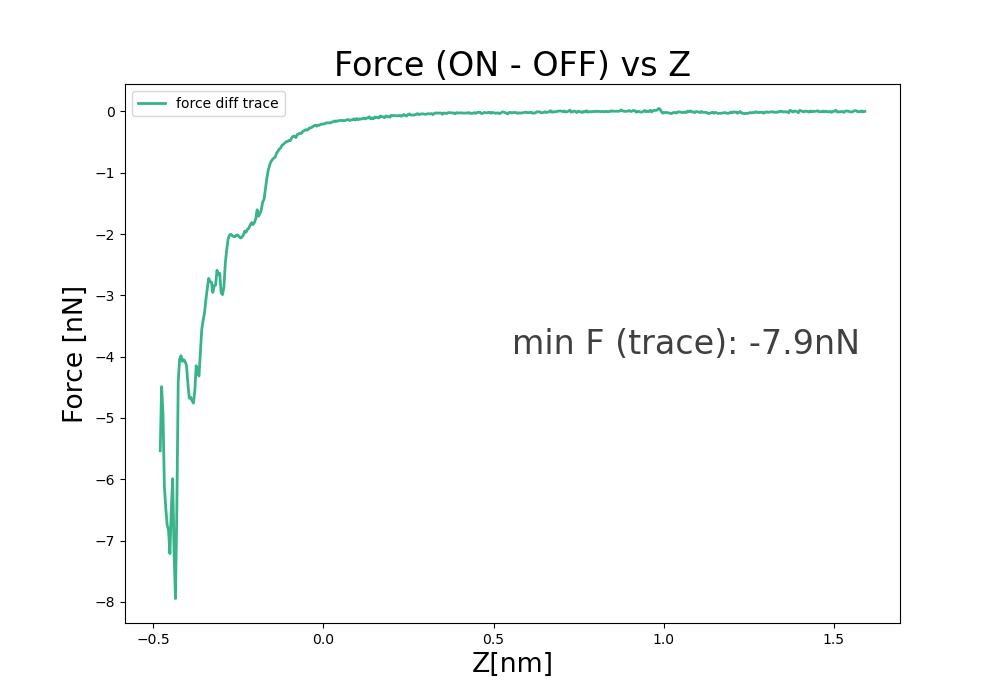 Force (ON - OFF) vs Z
force diff trace
0
−1
−2
−3
−4
−5
−6
−7
−8
Force [nN]
min F (trace): -7.9nN
−0.5 0.0 0.5 1.0 1.5
Z[nm]